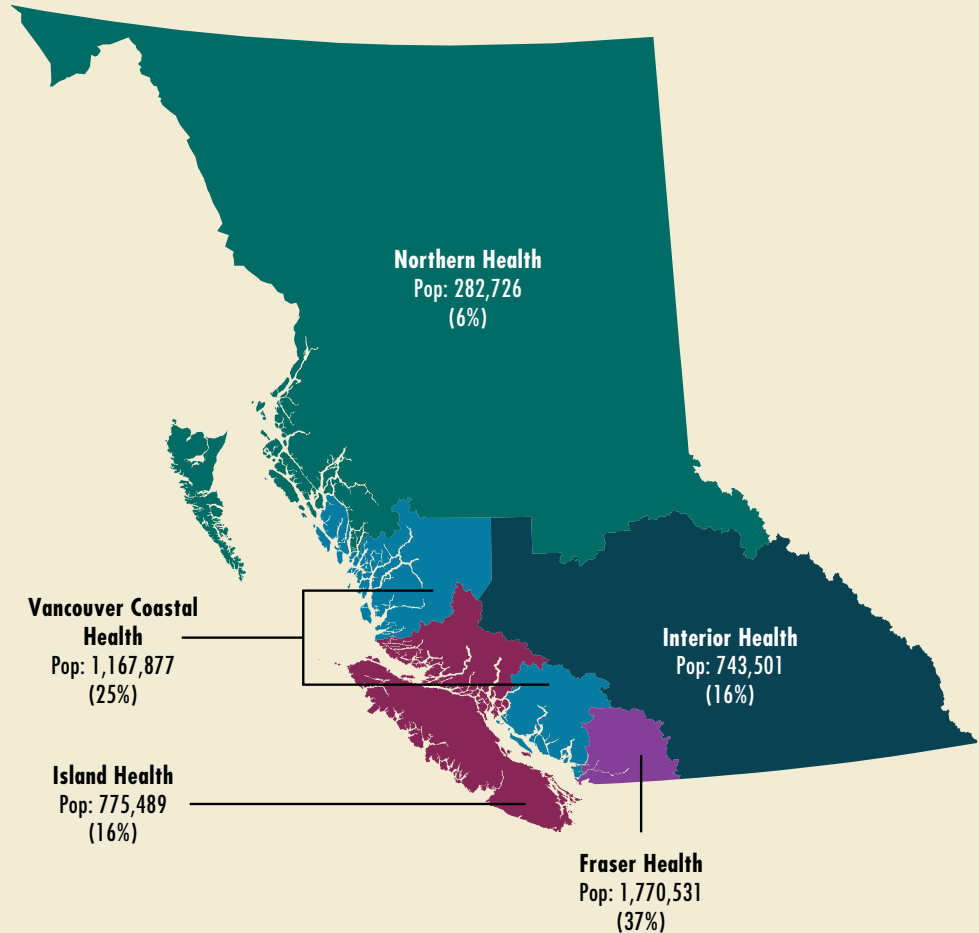 Northern Health
Pop: 282,726
(6%)
Vancouver Coastal
Health
Pop: 1,167,877
(25%)
Interior Health
Pop: 743,501
(16%)
Island Health
Pop: 775,489
(16%)
Fraser Health
Pop: 1,770,531
(37%)